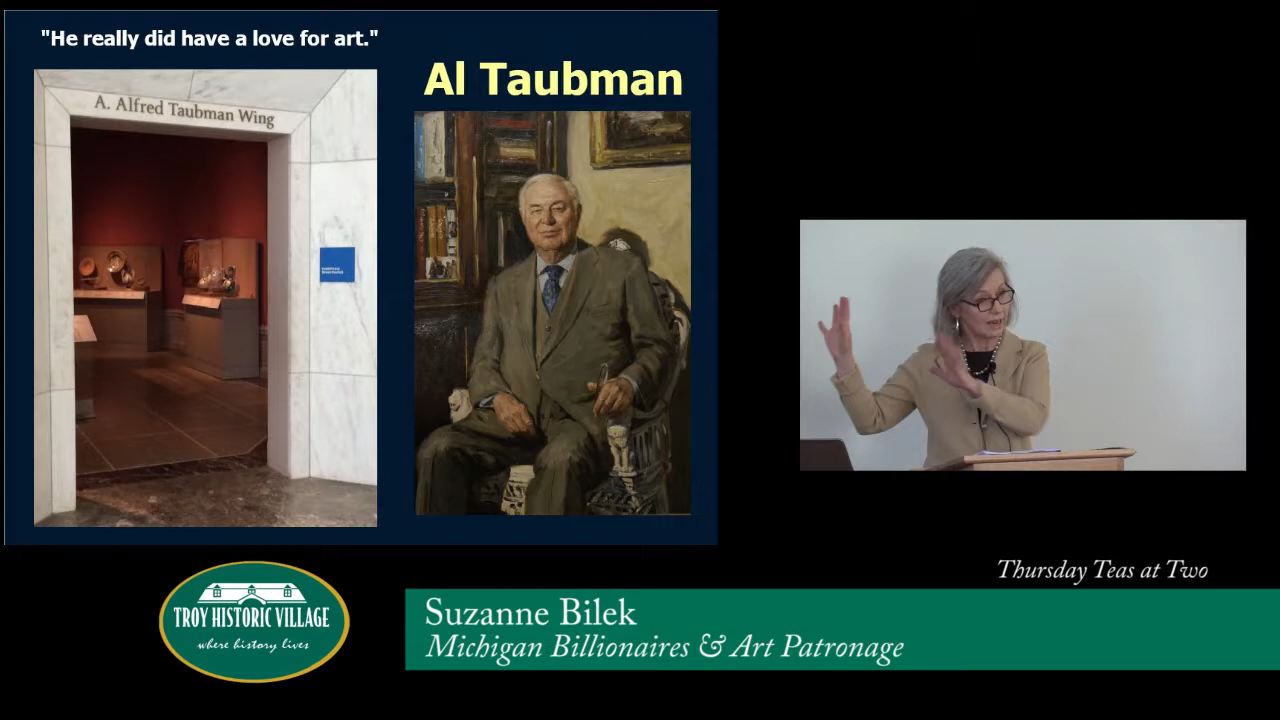 "He really did have a love for art."
Al Taubman
A. Alfred Taubman Wing
Thursday Teas at Two
TROY HISTORIC VILLAGE
where history lives
Suzanne Bilek
Michigan Billionaires & Art Patronage